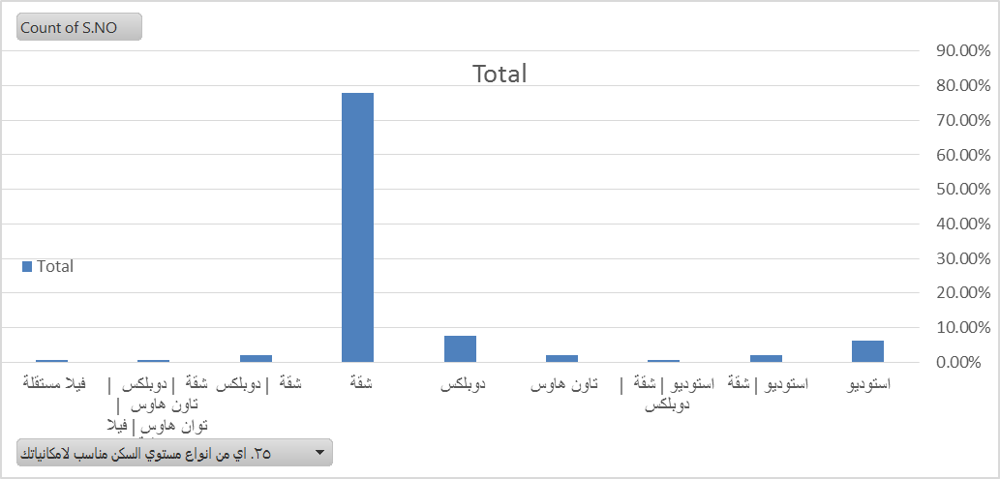 Count of S.NO
Total
90.00%
80.00%
70.00%
60.00%
50.00%
40.00%
30.00%
20.00%
10.00%
0.00%
Total
استوديو
استوديو | شقة
استوديو | شقة |
دوبلكس
تاون هاوس
دوبلكس
شقة
شقة | دوبلكس
شقة | دوبلكس |
تاون هاوس |
توان هاوس | فيلا
فيلا مستقلة
٢٥. اي من انواع مستوي السكن مناسب لامكانياتك